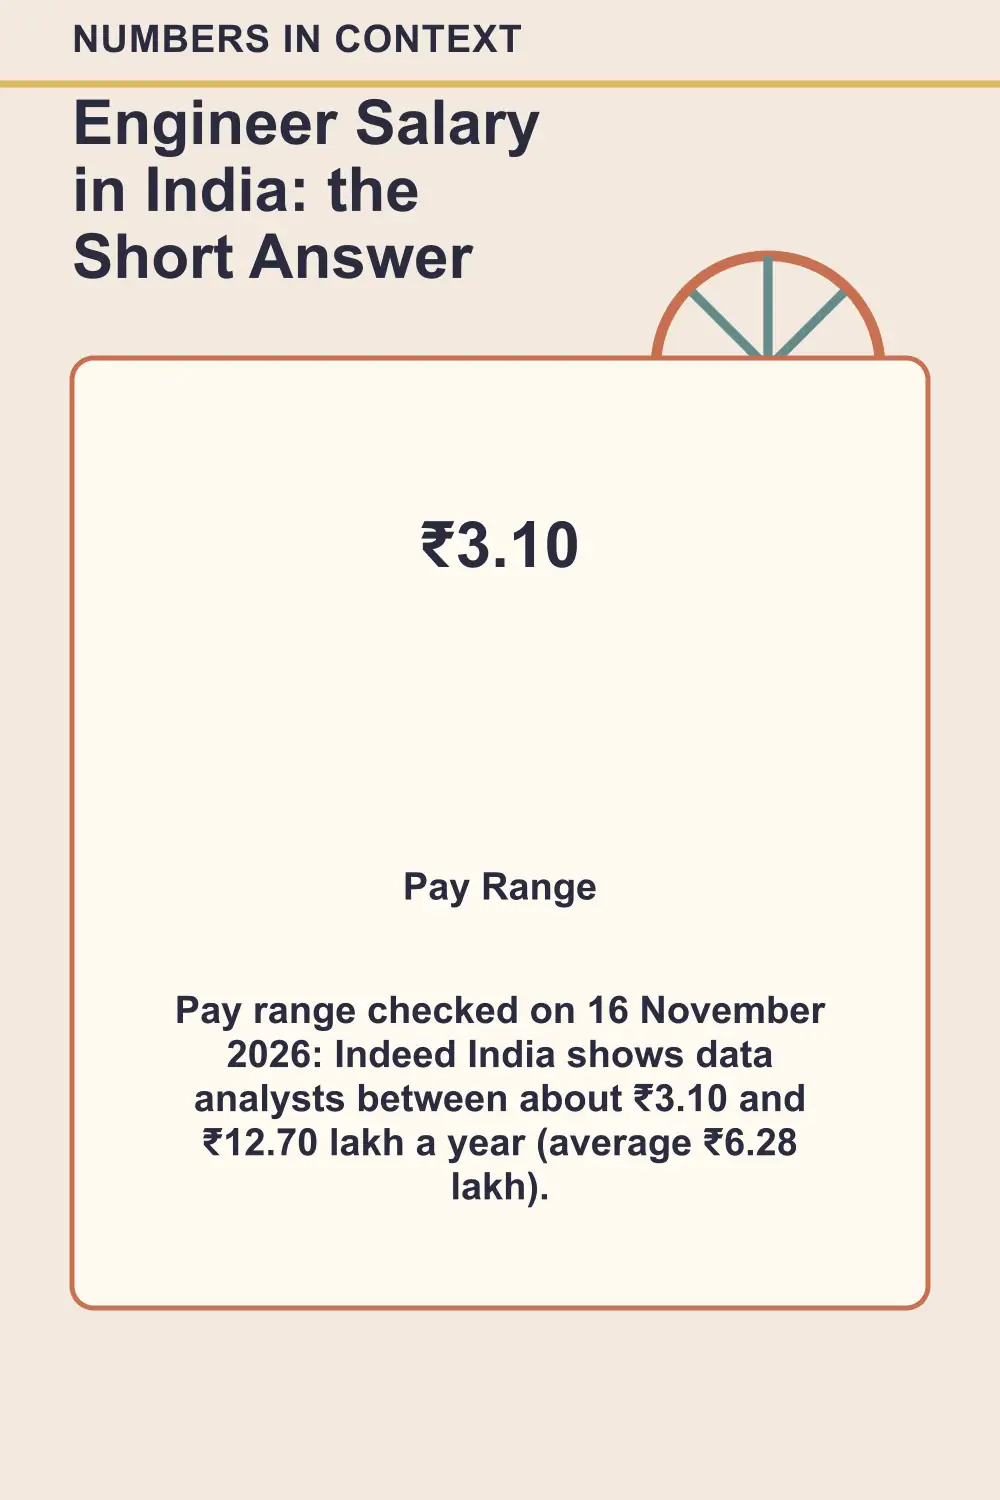 NUMBERS IN CONTEXT
Engineer Salary
in India: the
Short Answer
₹3.10
Pay Range
Pay range checked on 16 November
2026: Indeed India shows data
analysts between about ₹3.10 and
₹12.70 lakh a year (average ₹6.28
lakh).